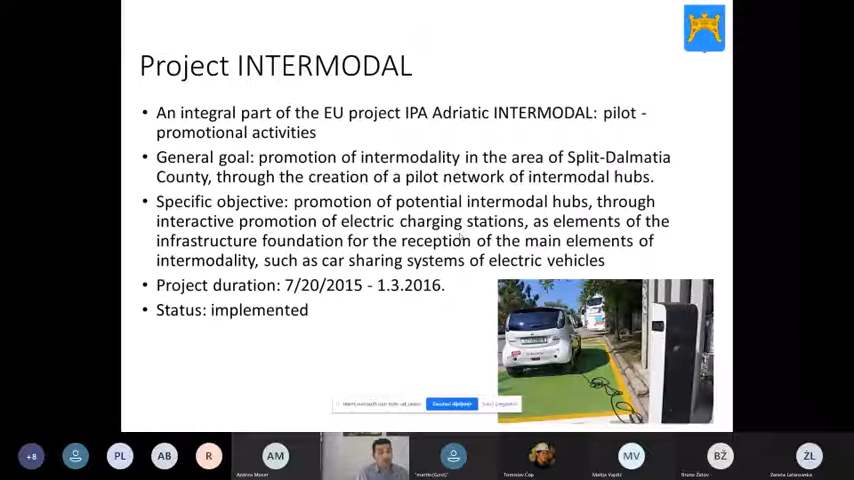 Project INTERMODAL
• An integral part of the EU project IPA Adriatic INTERMODAL: pilot -
promotional activities
• General goal: promotion of intermodality in the area of Split-Dalmatia
County, through the creation of a pilot network of intermodal hubs.
• Specific objective: promotion of potential intermodal hubs, through
interactive promotion of electric charging stations, as elements of the
infrastructure foundation for the reception of the main elements of
intermodality, such as car sharing systems of electric vehicles
• Project duration: 7/20/2015 - 1.3.2016.
• Status: implemented
+8
PL
AB
R
AM
MV
BŽ
ŽL
Tomislav Čop